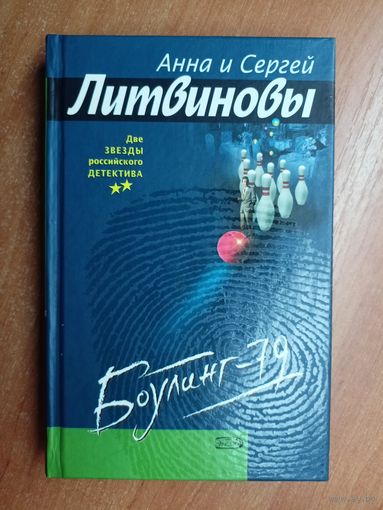 Анна и Сергей
Литвиновы
Две
ЗВЕЗДЫ
российского
ДЕТЕКТИВА
Боулинг-79